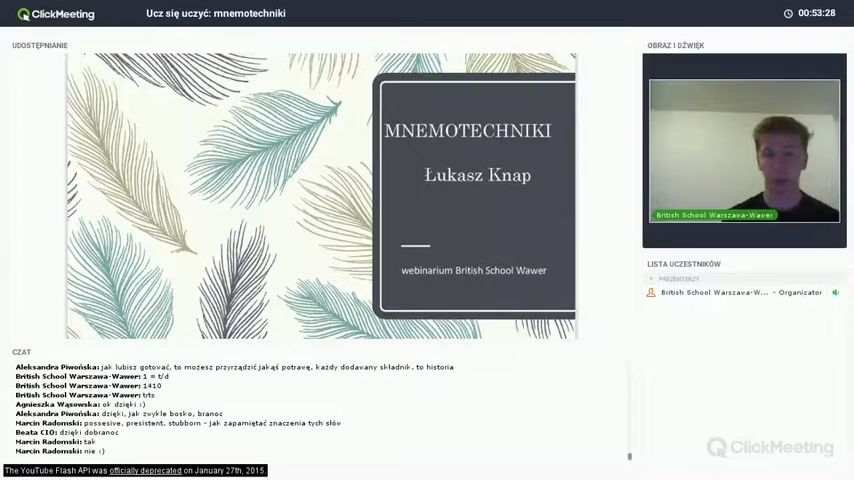 ClickMeeting
Ucz się uczyć: mnemotechniki
00:53:28
UDOSTĘPNIANIE
OBRAZ I DŹWIĘK
MNEMOTECHNIKI
Łukasz Knap
webinarium British School Wawer
British School Warszawa-Wawer
LISTA UCZESTNIKÓW
PREZENTERZY
British School Warszawa-W... - Organizator
CZAT
Aleksandra Piwońska: jak lubisz gotować, to możesz przyrządzić jakąś potrawę, każdy dodawany składnik, to historia
British School Warszawa-Wawer: 1 = t/d
British School Warszawa-Wawer: 1410
British School Warszawa-Wawer: trts
Agnieszka Wąsowska: ok dzięki :)
Aleksandra Piwońska: dzięki, jak zwykle bosko, branoc
Marcin Radomski: possesive, presistent, stubborn - jak zapamiętać znaczenia tych słów
Beata CIO: dzięki dobranoc
Marcin Radomski: tak
Marcin Radomski: nie :)
ClickMeeting
The YouTube Flash API was officially deprecated on January 27th, 2015.